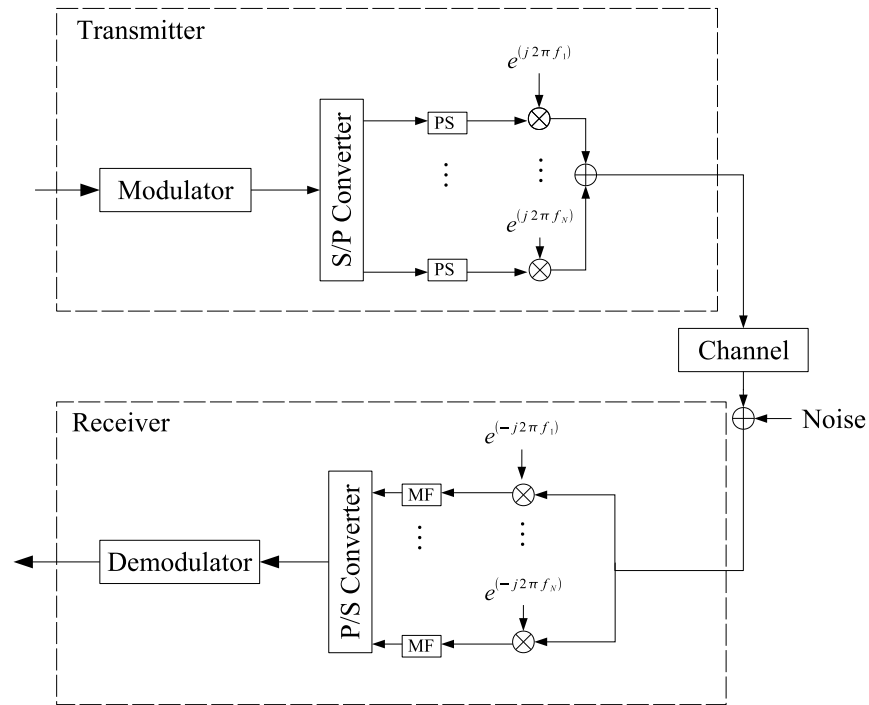 Transmitter
e^{(j2πf_1)}
PS
Modulator
S/P Converter
e^{(j2πf_N)}
PS
Channel
Noise
Receiver
e^{(−j2πf_1)}
MF
Demodulator
P/S Converter
e^{(−j2πf_N)}
MF